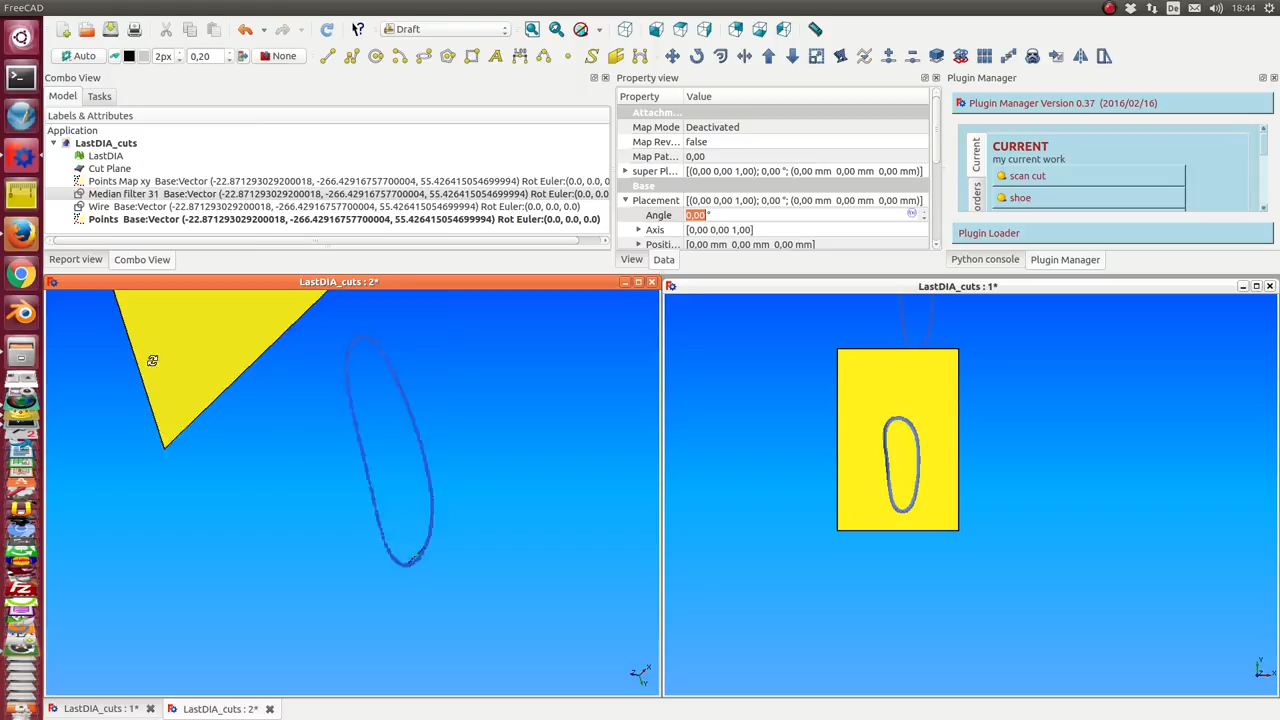 FreeCAD
De
18:44
Draft
Auto
2px
0,20
None
Combo View
Property view
Plugin Manager
Model
Tasks
Labels & Attributes
Application
LastDIA_cuts
LastDIA
Cut Plane
Points Map xy Base:Vector (-22.871293029200018, -266.42916757700004, 55.426415054699994) Rot Euler:(0.0, 0.0, 0.0
Median filter 31 Base:Vector (-22.871293029200018, -266.42916757700004, 55.426415054699994) Rot Euler:(0.0, 0.0, 0.0
Wire Base:Vector (-22.871293029200018, -266.42916757700004, 55.426415054699994) Rot Euler:(0.0, 0.0, 0.0)
Points Base:Vector (-22.871293029200018, -266.42916757700004, 55.426415054699994) Rot Euler:(0.0, 0.0, 0.0)
Report view
Combo View
Property
Value
Attachm...
Map Mode
Deactivated
Map Rev...
false
Map Pat...
0,00
super Pl...
[(0,00 0,00 1,00); 0,00 °; (0,00 mm 0,00 mm 0,00 mm)]
Base
Placement
[(0,00 0,00 1,00); 0,00 °; (0,00 mm 0,00 mm 0,00 mm)]
Angle
0,00 °
Axis
[0,00 0,00 1,00]
Positi...
[0,00 mm 0,00 mm 0,00 mm]
View
Data
Plugin Manager Version 0.37 (2016/02/16)
Current
orders
CURRENT
my current work
scan cut
shoe
Plugin Loader
Python console
Plugin Manager
LastDIA_cuts : 2*
LastDIA_cuts : 1*
LastDIA_cuts : 1*
LastDIA_cuts : 2*